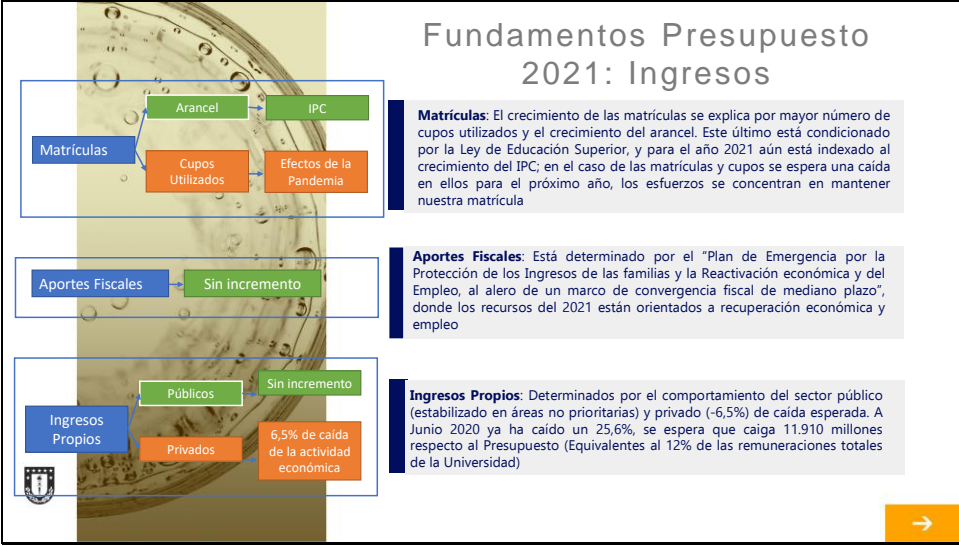 Fundamentos Presupuesto
2021: Ingresos
Matrículas
Arancel
IPC
Cupos
Utilizados
Efectos de la
Pandemia
Matrículas: El crecimiento de las matrículas se explica por mayor número de
cupos utilizados y el crecimiento del arancel. Este último está condicionado
por la Ley de Educación Superior, y para el año 2021 aún está indexado al
crecimiento del IPC; en el caso de las matrículas y cupos se espera una caída
en ellos para el próximo año, los esfuerzos se concentran en mantener
nuestra matrícula
Aportes Fiscales
Sin incremento
Aportes Fiscales: Está determinado por el “Plan de Emergencia por la
Protección de los Ingresos de las familias y la Reactivación económica y del
Empleo, al alero de un marco de convergencia fiscal de mediano plazo”,
donde los recursos del 2021 están orientados a recuperación económica y
empleo
Ingresos
Propios
Públicos
Sin incremento
Privados
6,5% de caída
de la actividad
económica
Ingresos Propios: Determinados por el comportamiento del sector público
(estabilizado en áreas no prioritarias) y privado (-6,5%) de caída esperada. A
Junio 2020 ya ha caído un 25,6%, se espera que caiga 11.910 millones
respecto al Presupuesto (Equivalentes al 12% de las remuneraciones totales
de la Universidad)